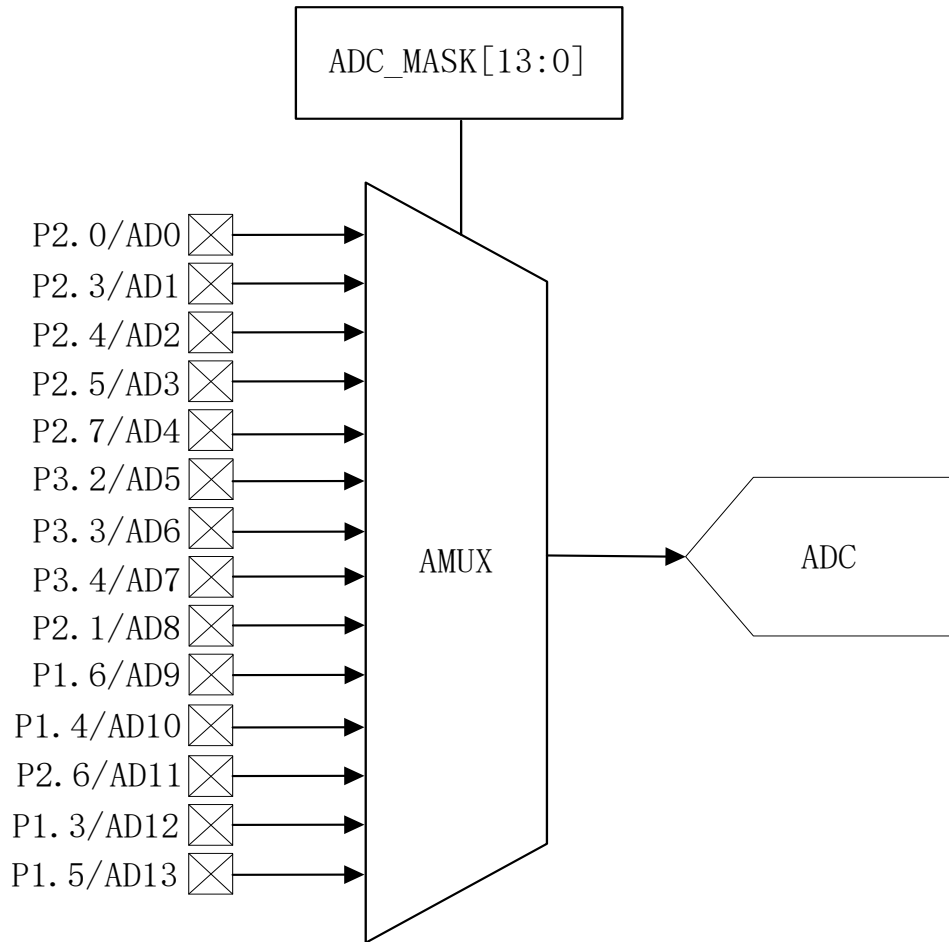 ADC_MASK[13:0]
P2.0/AD0
P2.3/AD1
P2.4/AD2
P2.5/AD3
P2.7/AD4
P3.2/AD5
P3.3/AD6
P3.4/AD7
P2.1/AD8
P1.6/AD9
P1.4/AD10
P2.6/AD11
P1.3/AD12
P1.5/AD13
AMUX
ADC